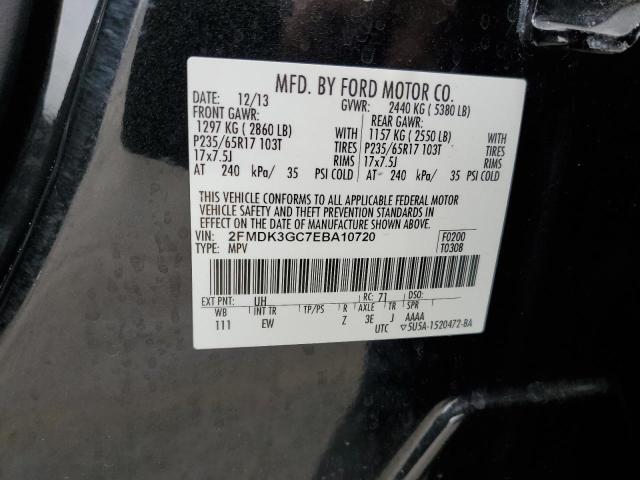 MFD. BY FORD MOTOR CO.
DATE: 12/13 GVWR: 2440 KG ( 5380 LB)
FRONT GAWR: REAR GAWR:
1297 KG ( 2860 LB) WITH 1157 KG ( 2550 LB) WITH
P235/65R17 103T TIRES P235/65R17 103T TIRES
17x7.5J RIMS 17x7.5J RIMS
AT 240 kPa/ 35 PSI COLD AT 240 kPa/ 35 PSI COLD
THIS VEHICLE CONFORMS TO ALL APPLICABLE FEDERAL MOTOR
VEHICLE SAFETY AND THEFT PREVENTION STANDARDS IN
EFFECT ON THE DATE OF MANUFACTURE SHOWN ABOVE.
VIN: 2FMDK3GC7EBA10720 F0200
TYPE: MPV T0308
EXT PNT: UH RC: 71 DSO:
WB INT TR TP/PS R AXLE TR SPR
111 EW Z 3E J AAAA
UTC 5U5A-1520472-BA